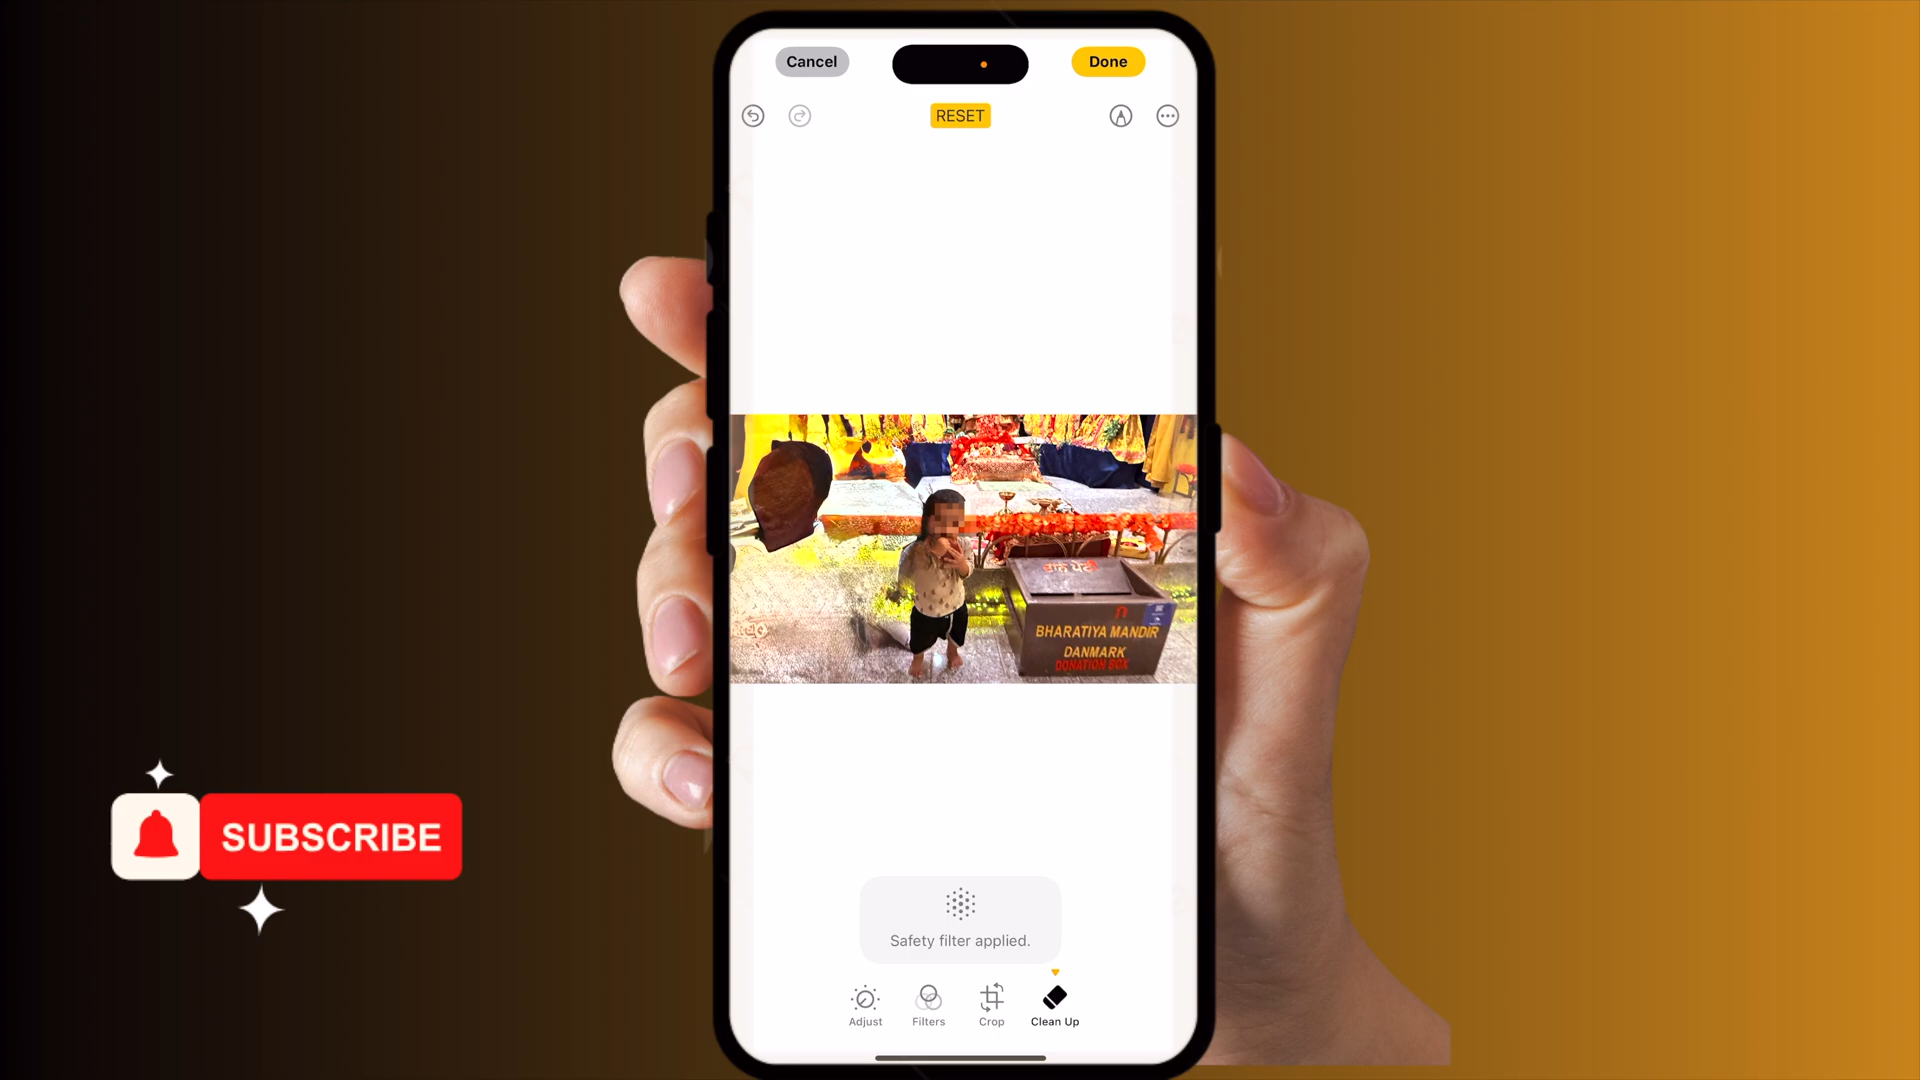 Cancel
Done
RESET
BHARATIYA MANDIR
DANMARK
DONATION BOX
SUBSCRIBE
Safety filter applied.
Adjust
Filters
Crop
Clean Up